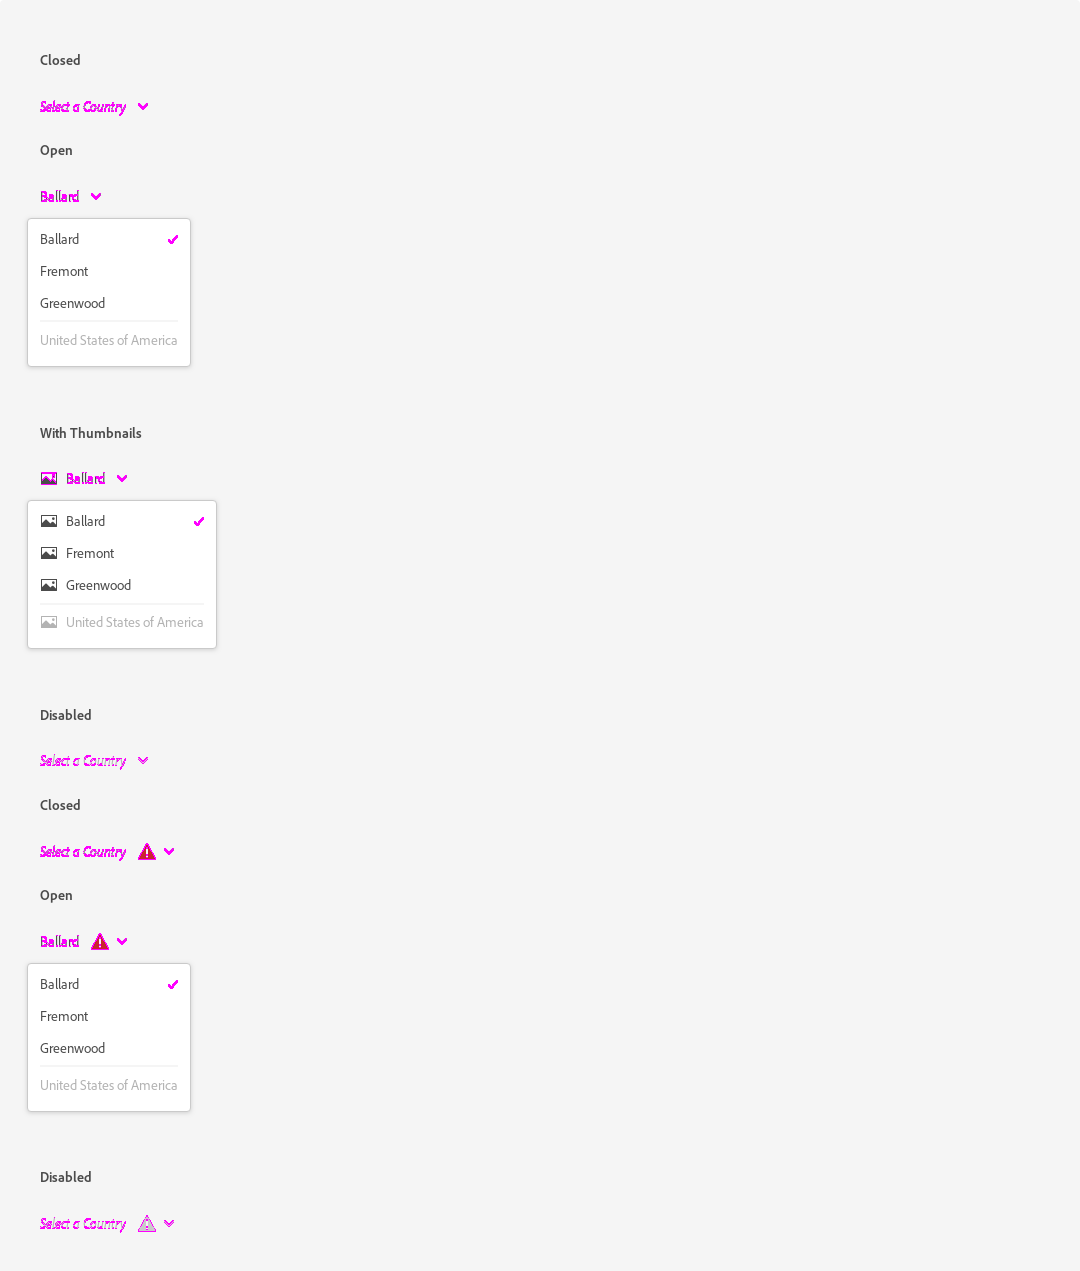 Closed
Select a Country
Open
Ballard
Ballard
Fremont
Greenwood
United States of America
With Thumbnails
Ballard
Ballard
Fremont
Greenwood
United States of America
Disabled
Select a Country
Closed
Select a Country
Open
Ballard
Ballard
Fremont
Greenwood
United States of America
Disabled
Select a Country